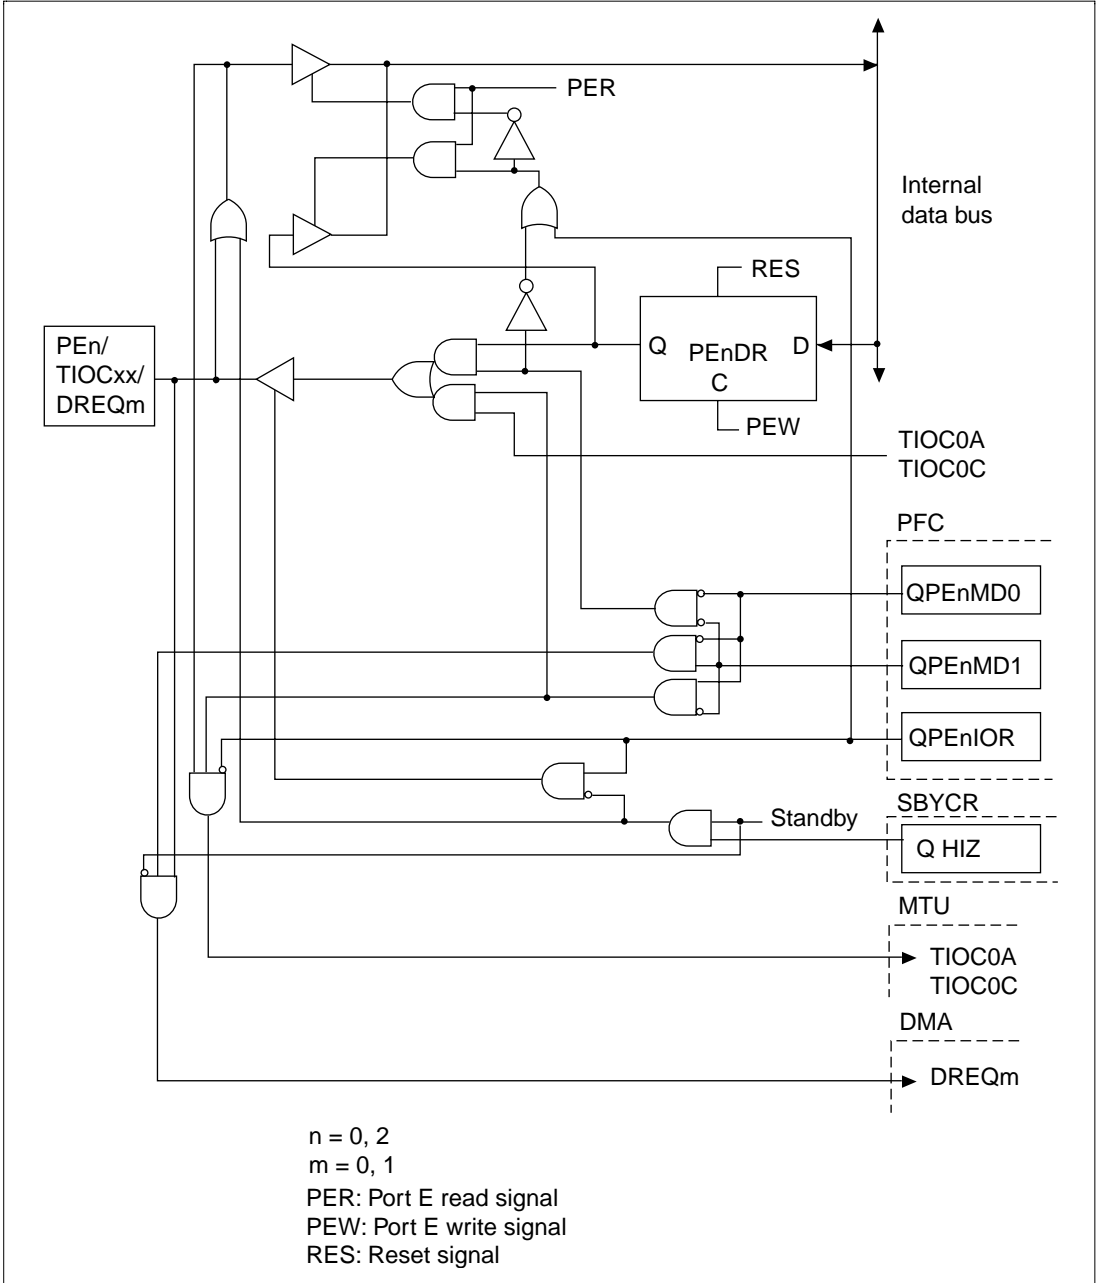 PER
Internal
data bus
RES
PEn/
TIOCxx/
DREQm
Q
PEnDR
D
C
PEW
TIOC0A
TIOC0C
PFC
QPEnMD0
QPEnMD1
QPEnIOR
SBYCR
Standby
Q HIZ
MTU
TIOC0A
TIOC0C
DMA
DREQm
n = 0, 2
m = 0, 1
PER: Port E read signal
PEW: Port E write signal
RES: Reset signal